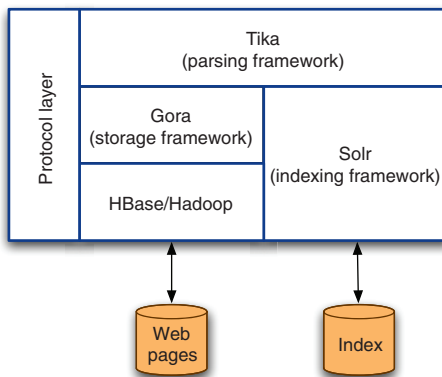 Protocol layer
Tika
(parsing framework)
Gora
(storage framework)
Solr
(indexing framework)
HBase/Hadoop
Web
pages
Index